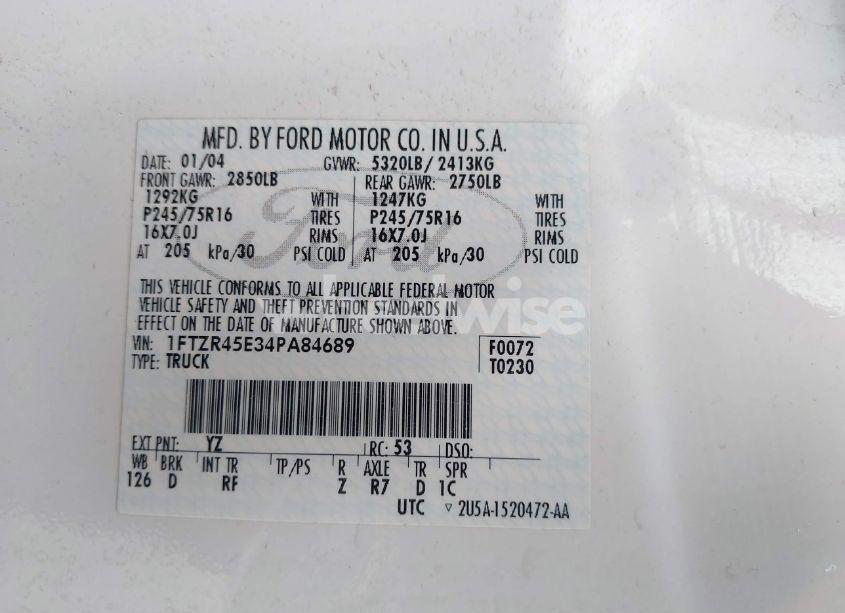 MFD. BY FORD MOTOR CO. IN U.S.A.
DATE: 01/04 GVWR: 5320LB/ 2413KG
FRONT GAWR: 2850LB REAR GAWR: 2750LB
1292KG WITH 1247KG WITH
P245/75R16 TIRES P245/75R16 TIRES
16X7.0J RIMS 16X7.0J RIMS
AT 205 kPa/30 PSI COLD AT 205 kPa/30 PSI COLD
THIS VEHICLE CONFORMS TO ALL APPLICABLE FEDERAL MOTOR
VEHICLE SAFETY AND THEFT PREVENTION STANDARDS IN
EFFECT ON THE DATE OF MANUFACTURE SHOWN ABOVE.
VIN: 1FTZR45E34PA84689 F0072
TYPE: TRUCK T0230
EXT PNT: YZ RC: 53 DSO:
WB BRK INT TR TP/PS R AXLE TR SPR
126 D RF Z R7 D 1C
UTC ▽ 2U5A-1520472-AA
Ford